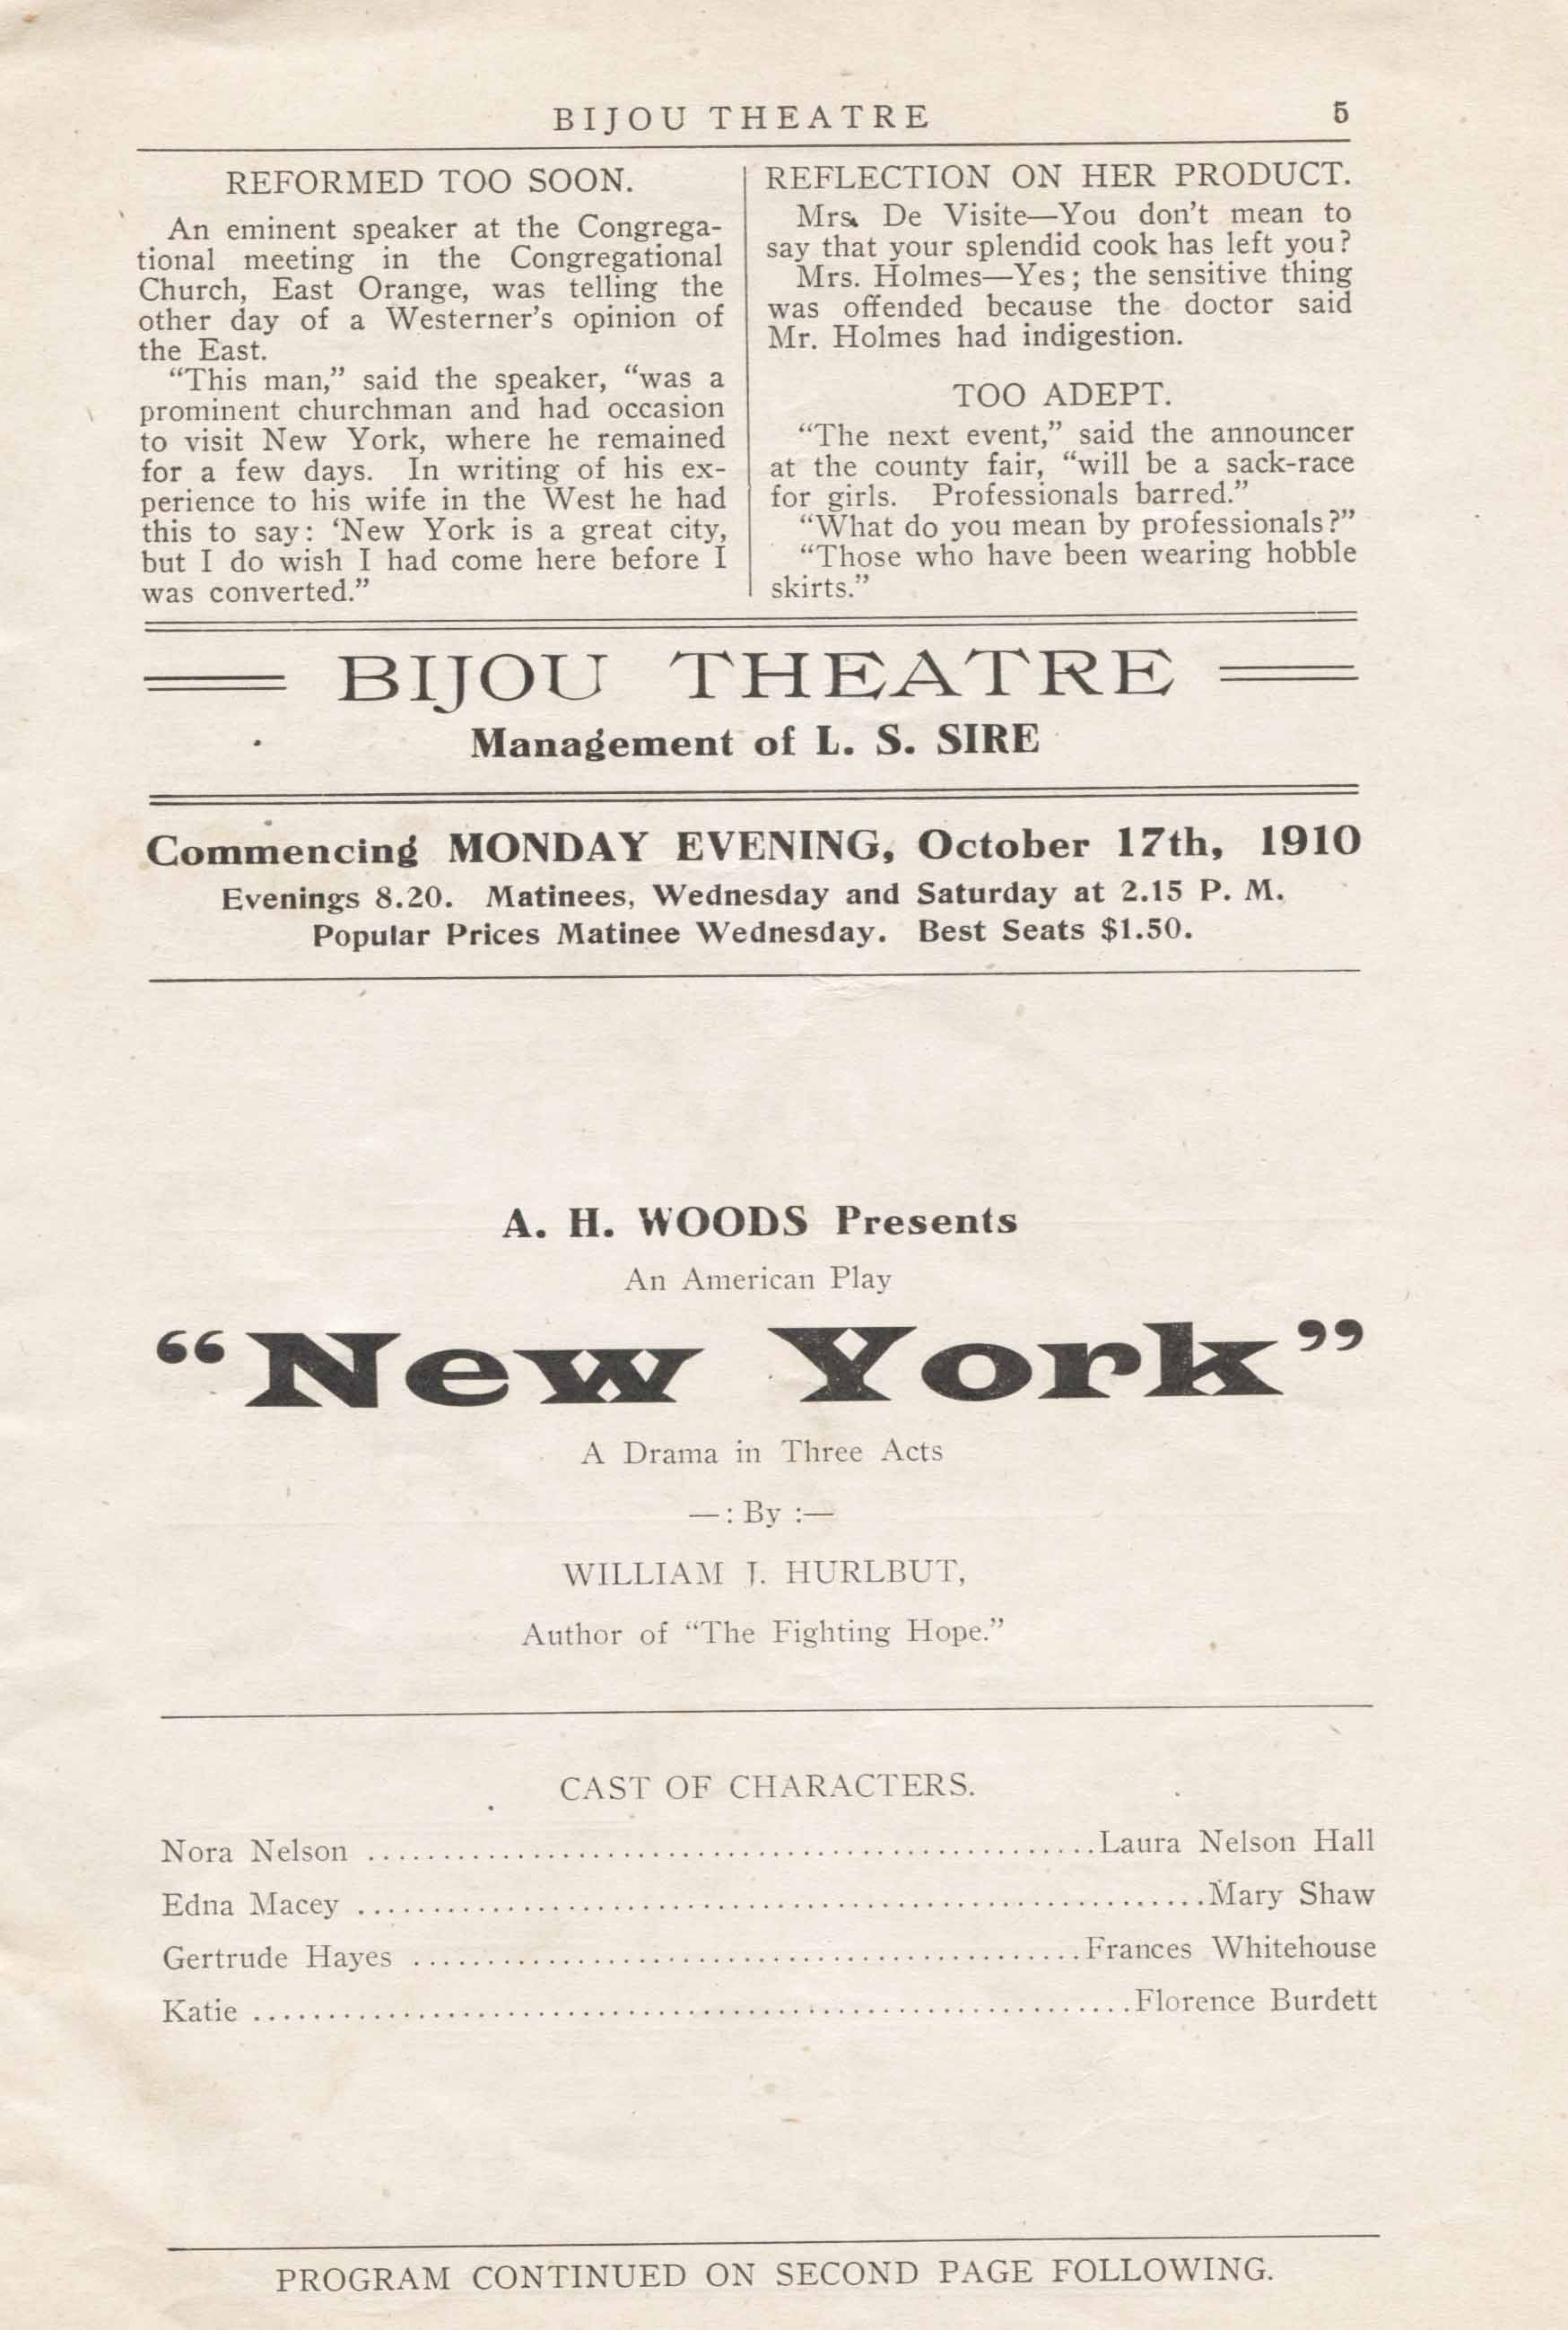 BIJOU THEATRE 5
REFORMED TOO SOON.
An eminent speaker at the Congrega-
tional meeting in the Congregational
Church, East Orange, was telling the
other day of a Westerner's opinion of
the East.
“This man,” said the speaker, “was a
prominent churchman and had occasion
to visit New York, where he remained
for a few days. In writing of his ex-
perience to his wife in the West he had
this to say: ‘New York is a great city,
but I do wish I had come here before I
was converted.”
REFLECTION ON HER PRODUCT.
Mrs. De Visite—You don't mean to
say that your splendid cook has left you?
Mrs. Holmes—Yes; the sensitive thing
was offended because the doctor said
Mr. Holmes had indigestion.
TOO ADEPT.
“The next event,” said the announcer
at the county fair, “will be a sack-race
for girls. Professionals barred.”
“What do you mean by professionals?”
“Those who have been wearing hobble
skirts.”
BIJOU THEATRE
Management of L. S. SIRE
Commencing MONDAY EVENING, October 17th, 1910
Evenings 8.20. Matinees, Wednesday and Saturday at 2.15 P. M.
Popular Prices Matinee Wednesday. Best Seats $1.50.
A. H. WOODS Presents
An American Play
“New York”
A Drama in Three Acts
—: By :—
WILLIAM J. HURLBUT,
Author of “The Fighting Hope.”
CAST OF CHARACTERS.
Nora Nelson ........................................ Laura Nelson Hall
Edna Macey ........................................ Mary Shaw
Gertrude Hayes ........................................ Frances Whitehouse
Katie ........................................ Florence Burdett
PROGRAM CONTINUED ON SECOND PAGE FOLLOWING.